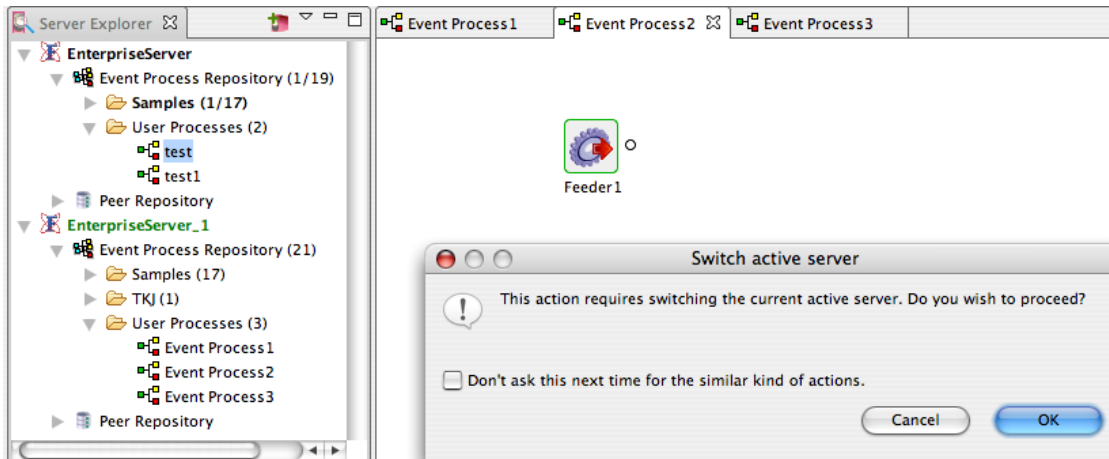 Server Explorer
EnterpriseServer
Event Process Repository (1/19)
Samples (1/17)
User Processes (2)
test
test1
Peer Repository
EnterpriseServer_1
Event Process Repository (21)
Samples (17)
TKJ (1)
User Processes (3)
Event Process1
Event Process2
Event Process3
Peer Repository
Event Process1
Event Process2
Event Process3
Feeder1
Switch active server
This action requires switching the current active server. Do you wish to proceed?
Don't ask this next time for the similar kind of actions.
Cancel
OK